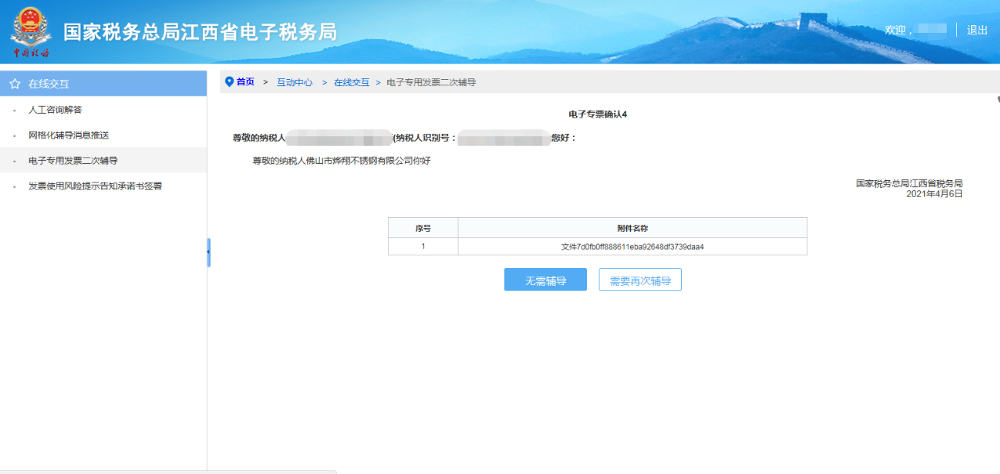 中国税务
国家税务总局江西省电子税务局
欢迎， | 退出
在线交互
人工咨询解答
网格化辅导消息推送
电子专用发票二次辅导
发票使用风险提示告知承诺书签署
首页 > 互动中心 > 在线交互 > 电子专用发票二次辅导
电子专票确认4
尊敬的纳税人 (纳税人识别号： 您好：
尊敬的纳税人佛山市烨翔不锈钢有限公司你好
国家税务总局江西省税务局
2021年4月6日
序号 附件名称
1 文件7d0fb0ff888611eba92648df3739daa4
无需辅导 需要再次辅导